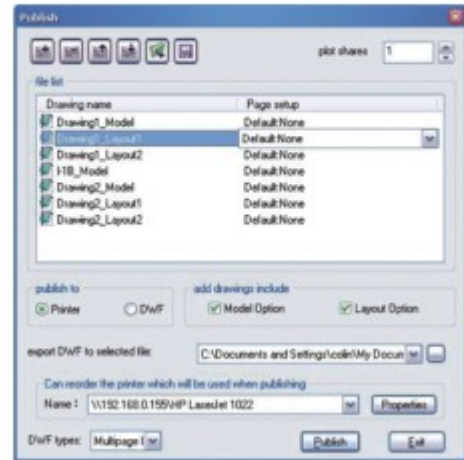 Publish
plot shares 1
file list
Drawing name Page setup
Drawing1_Model Default:None
Drawing1_Layout1 Default:None
Drawing1_Layout2 Default:None
I-1B_Model Default:None
Drawing2_Model Default:None
Drawing2_Layout1 Default:None
Drawing2_Layout2 Default:None
publish to
Printer DWF
add drawings include
Model Option Layout Option
export DWF to selected file: C:\Documents and Settings\colin\My Docum
Can reorder the printer which will be used when publishing
Name : \\192.168.0.155\HP LaserJet 1022 Properties
DWF types: Multipage
Publish Exit